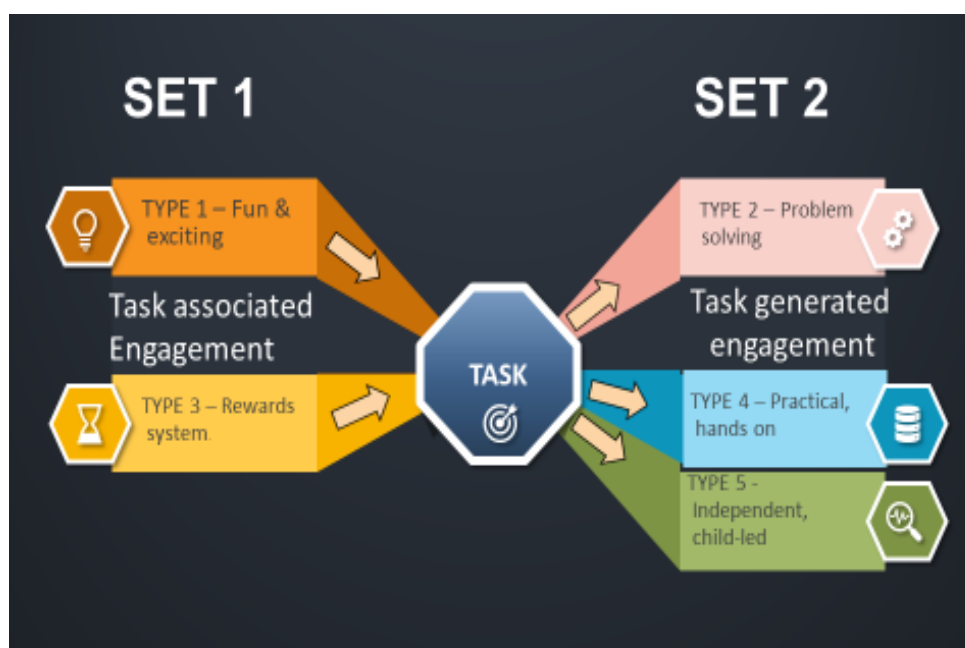 SET 1
SET 2
TYPE 1 – Fun &
exciting
Task associated
Engagement
TYPE 3 – Rewards
system.
TASK
TYPE 2 – Problem
solving
Task generated
engagement
TYPE 4 – Practical,
hands on
TYPE 5 -
Independent,
child-led